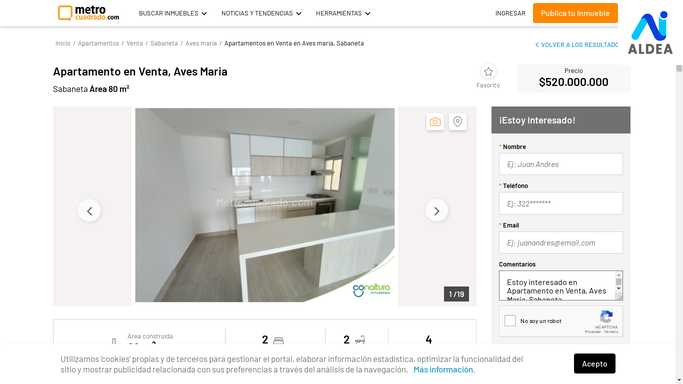 metro
cuadrado.com
BUSCAR INMUEBLES
NOTICIAS Y TENDENCIAS
HERRAMIENTAS
INGRESAR
Publica tu Inmueble
ALDEA
Inicio / Apartamentos / Venta / Sabaneta / Aves maria / Apartamentos en Venta en Aves maria, Sabaneta
VOLVER A LOS RESULTADO
Apartamento en Venta, Aves Maria
Sabaneta Área 80 m²
Favorito
Precio
$520.000.000
Metrocuadrado.com
conatura
1 / 19
¡Estoy Interesado!
* Nombre
Ej: Juan Andres
* Teléfono
Ej: 322*******
* Email
Ej: juanandres@email.com
Comentarios
Estoy interesado en
Apartamento en Venta, Aves
Maria, Sabaneta
No soy un robot
reCAPTCHA
Privacidad - Términos
Área construida
2
2
4
Utilizamos 'cookies' propias y de terceros para gestionar el portal, elaborar información estadística, optimizar la funcionalidad del
sitio y mostrar publicidad relacionada con sus preferencias a través del análisis de la navegación. Más información.
Acepto